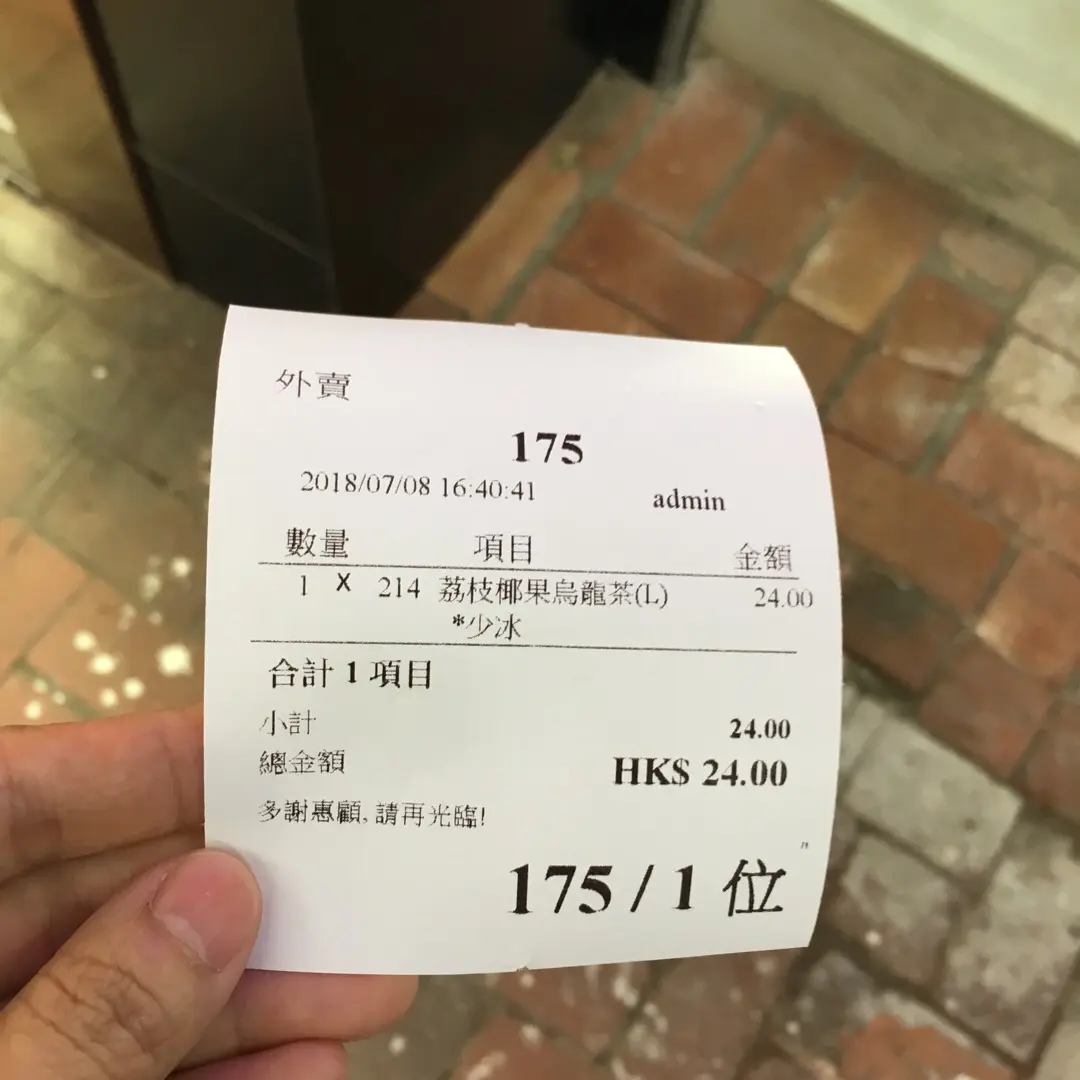 外賣
175
2018/07/08 16:40:41 admin
數量 項目 金額
1 X 214 荔枝椰果烏龍茶(L) 24.00
*少冰
合計 1 項目
小計 24.00
總金額 HK$ 24.00
多謝惠顧, 請再光臨!
175 / 1 位